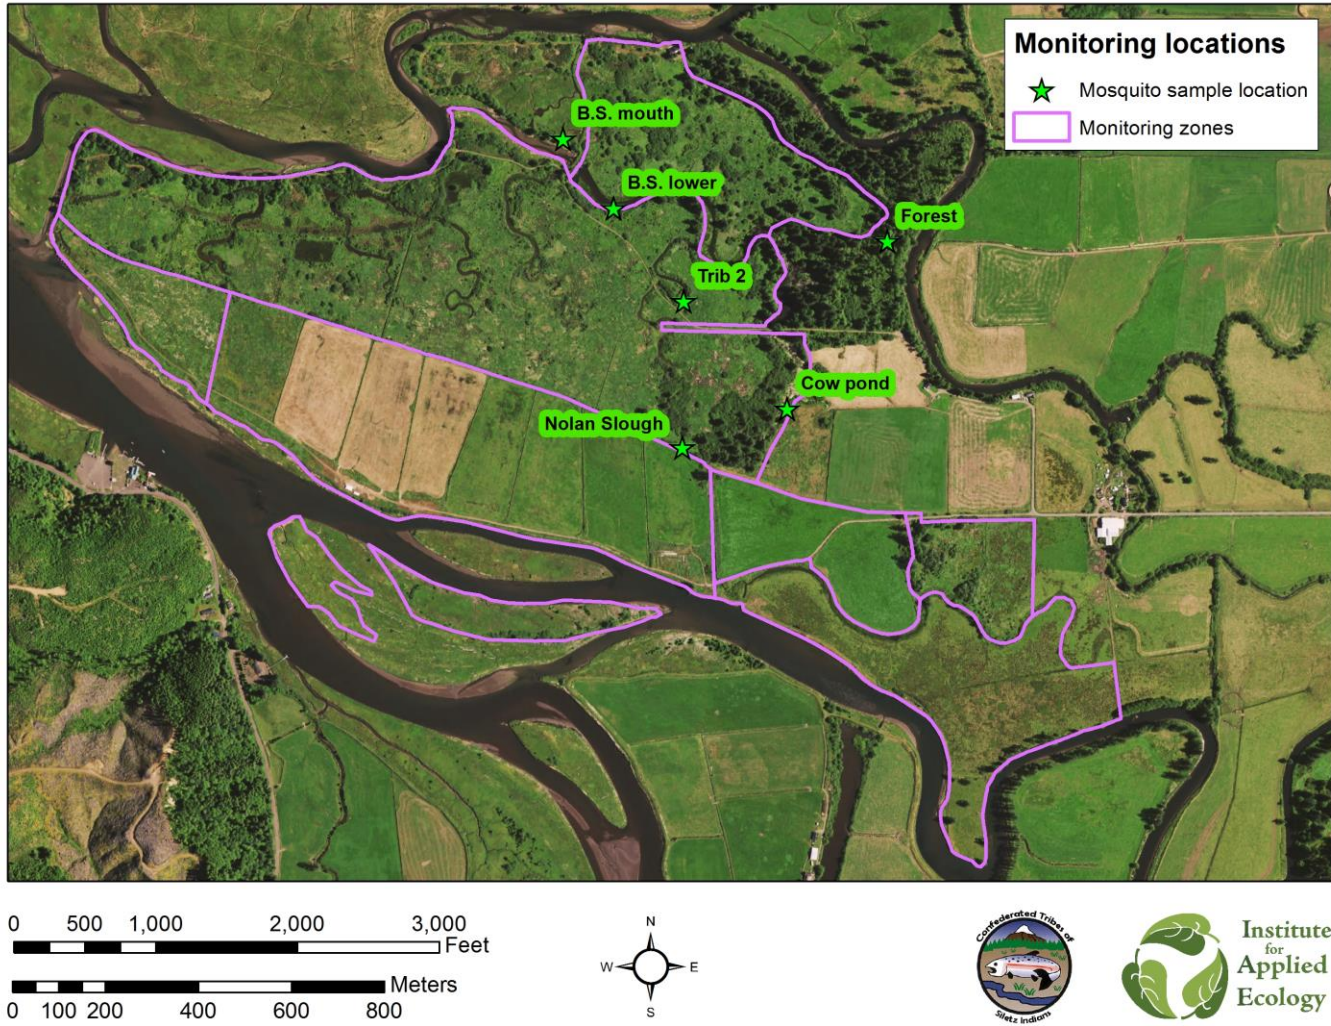 Monitoring locations
Mosquito sample location
Monitoring zones
B.S. mouth
B.S. lower
Forest
Trib 2
Cow pond
Nolan Slough
0 500 1,000 2,000 3,000
Feet
Meters
0 100 200 400 600 800
N
W E
S
Confederated Tribes of
Siletz Indians
Institute
for
Applied
Ecology